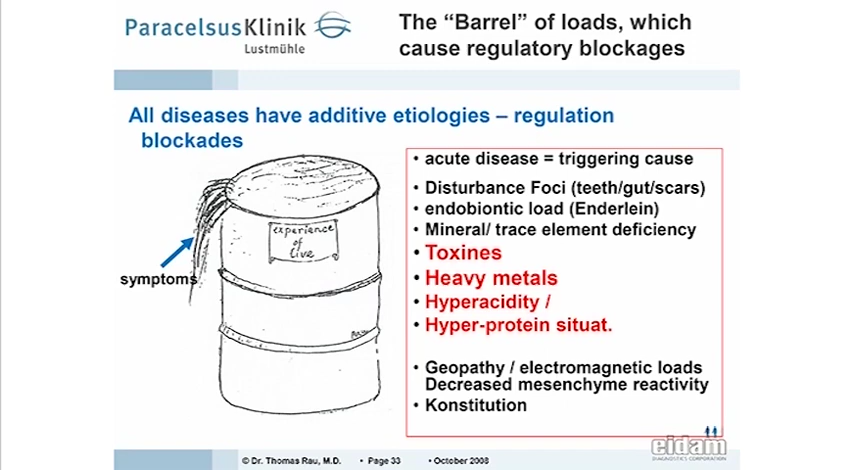 ParacelsusKlinik
Lustmühle
The “Barrel” of loads, which
cause regulatory blockages
All diseases have additive etiologies – regulation
blockades
experience
of
live
symptoms
• acute disease = triggering cause
• Disturbance Foci (teeth/gut/scars)
• endobiontic load (Enderlein)
• Mineral/ trace element deficiency
• Toxines
• Heavy metals
• Hyperacidity /
• Hyper-protein situat.
• Geopathy / electromagnetic loads
Decreased mesenchyme reactivity
• Konstitution
eidam
DIAGNOSTICS CORPORATION
© Dr. Thomas Rau, M.D. • Page 33 • October 2008